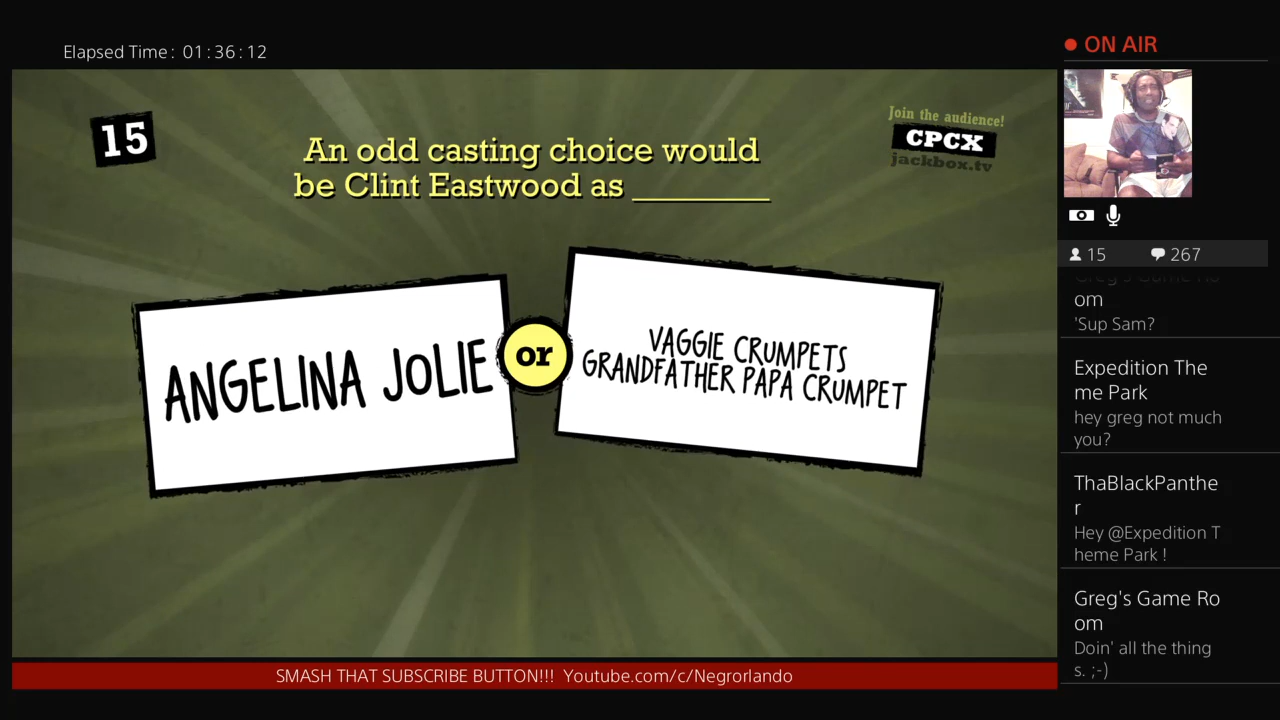 Elapsed Time: 01:36:12
ON AIR
15
An odd casting choice would
be Clint Eastwood as ________
Join the audience!
CPCX
jackbox.tv
ANGELINA JOLIE
or
VAGGIE CRUMPETS
GRANDFATHER PAPA CRUMPET
15 267
Greg's Game Ro
om
'Sup Sam?
Expedition The
me Park
hey greg not much
you?
ThaBlackPanthe
r
Hey @Expedition T
heme Park !
Greg's Game Ro
om
Doin' all the thing
s. ;-)
SMASH THAT SUBSCRIBE BUTTON!!! Youtube.com/c/Negrorlando